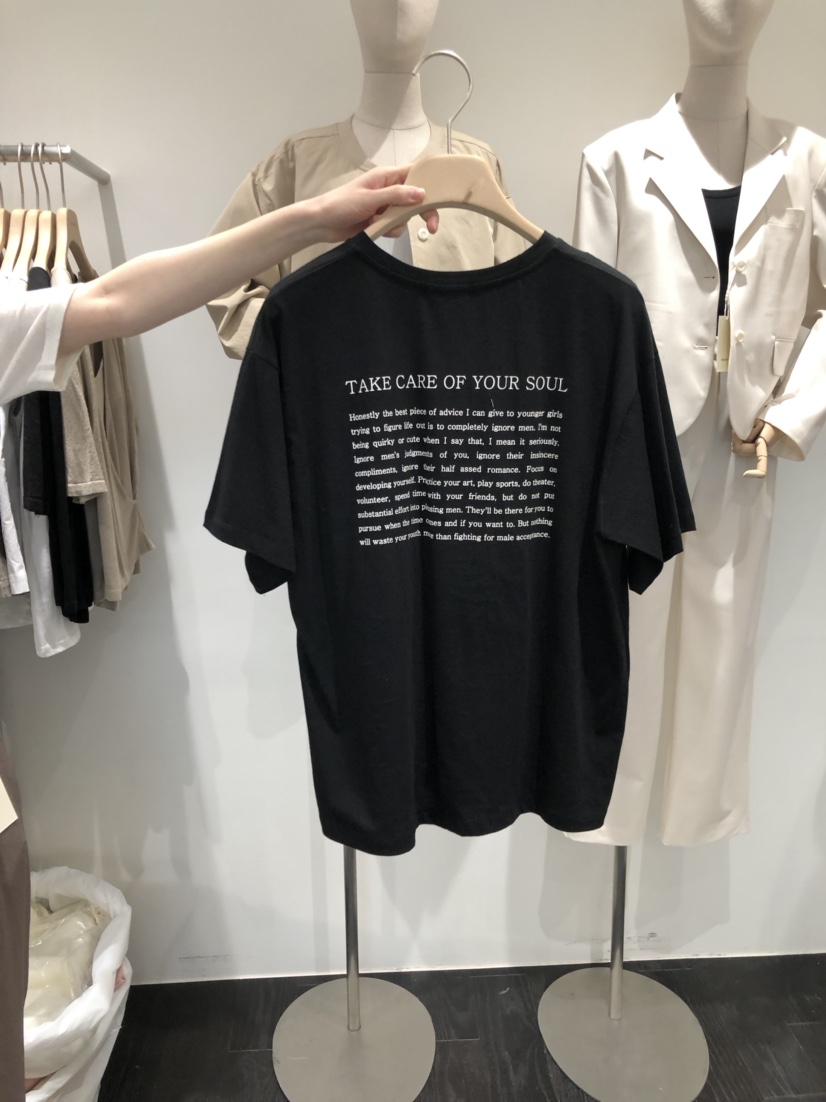 TAKE CARE OF YOUR SOUL
Honestly the best piece of advice I can give to younger girls
trying to figure life out is to completely ignore men. I'm not
being quirky or cute when I say that, I mean it seriously.
Ignore men's judgments of you, ignore their insincere
compliments, ignore their half assed romance. Focus on
developing yourself. Practice your art, play sports, do theater,
volunteer, spend time with your friends, but do not put
substantial effort into pleasing men. They'll be there for you to
pursue when the time comes and if you want to. But nothing
will waste your youth more than fighting for male acceptance.